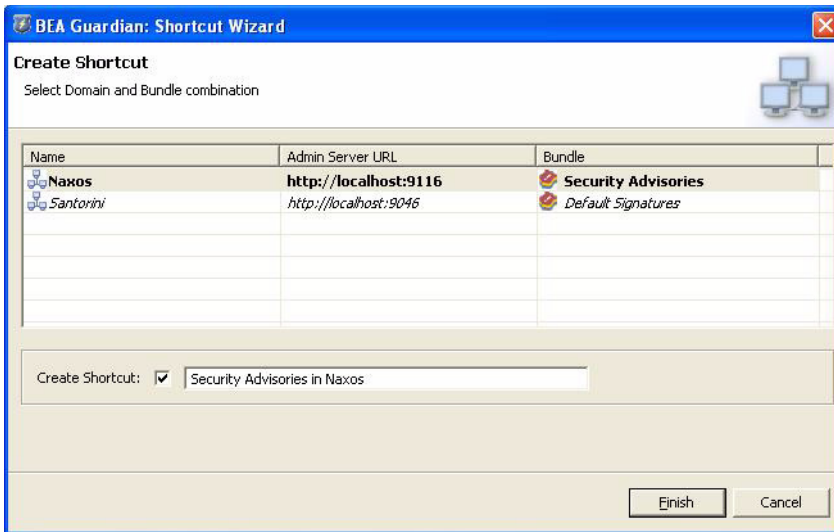 BEA Guardian: Shortcut Wizard
Create Shortcut
Select Domain and Bundle combination
Name Admin Server URL Bundle
Naxos http://localhost:9116 Security Advisories
Santorini http://localhost:9046 Default Signatures
Create Shortcut: Security Advisories in Naxos
Finish Cancel